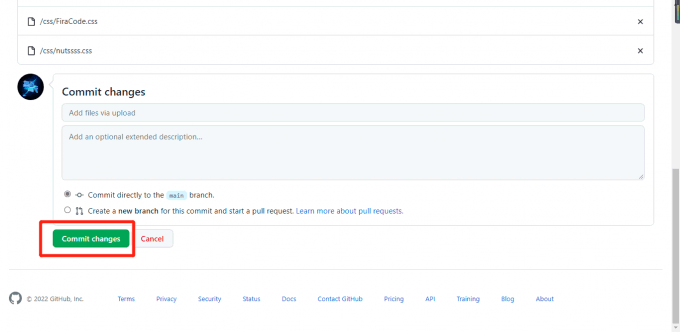 /css/FiraCode.css
/css/nutssss.css
Commit changes
Add files via upload
Add an optional extended description...
Commit directly to the main branch.
Create a new branch for this commit and start a pull request. Learn more about pull requests.
Commit changes Cancel
© 2022 GitHub, Inc. Terms Privacy Security Status Docs Contact GitHub Pricing API Training Blog About